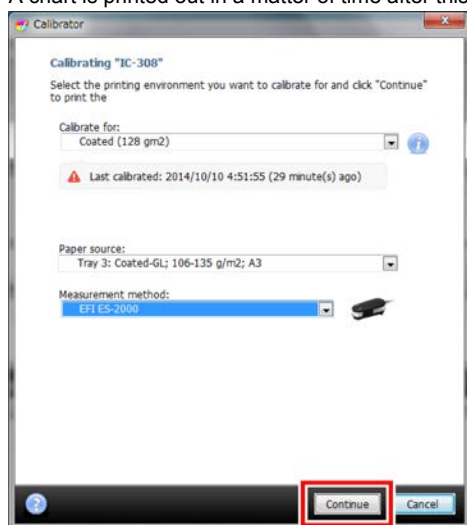 A chart is printed out in a matter of time after this
Calibrator
Calibrating "IC-308"
Select the printing environment you want to calibrate for and click "Continue"
to print the
Calibrate for:
Coated (128 gm2)
Last calibrated: 2014/10/10 4:51:55 (29 minute(s) ago)
Paper source:
Tray 3: Coated-GL; 106-135 g/m2; A3
Measurement method:
EFI ES-2000
Continue
Cancel